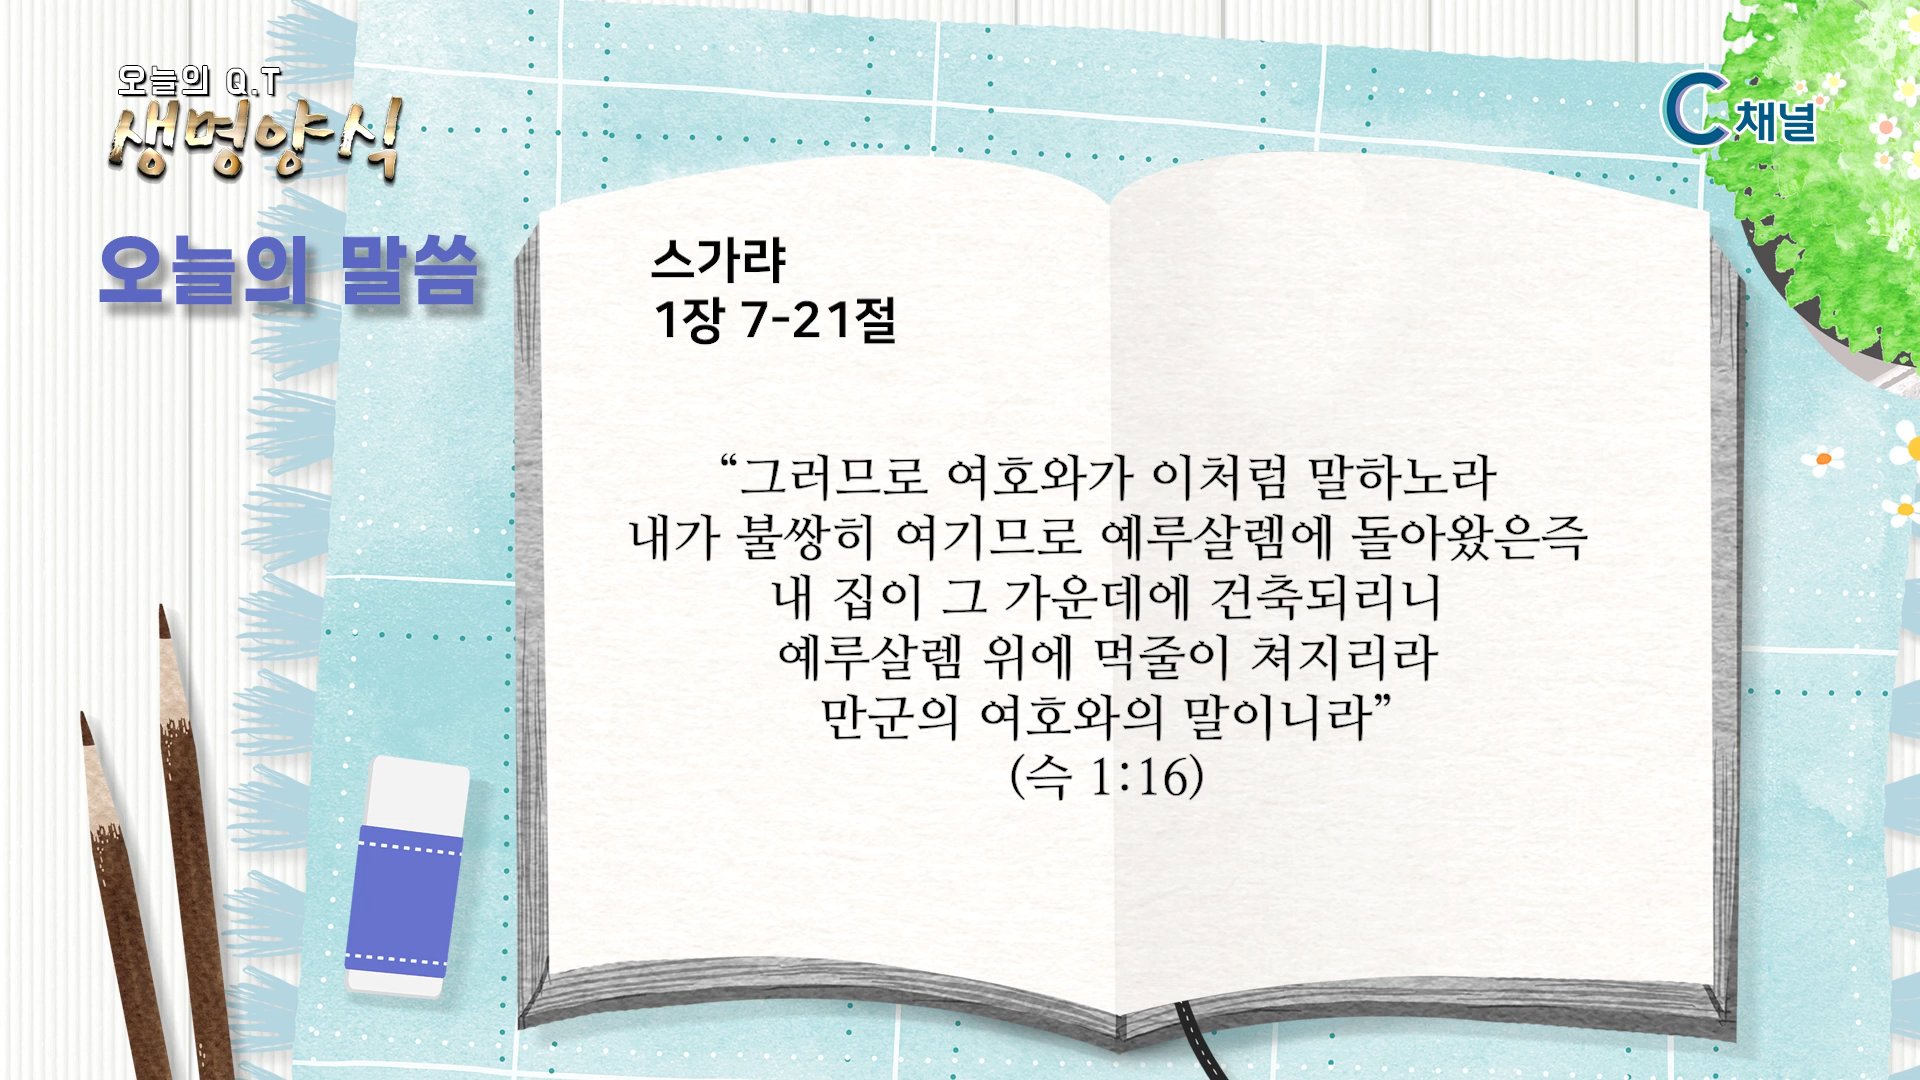 오늘의 Q.T
생명양식
오늘의 말씀
C채널
스가랴
1장 7-21절
“그러므로 여호와가 이처럼 말하노라
내가 불쌍히 여기므로 예루살렘에 돌아왔은즉
내 집이 그 가운데에 건축되리니
예루살렘 위에 먹줄이 쳐지리라
만군의 여호와의 말이니라”
(슥 1:16)